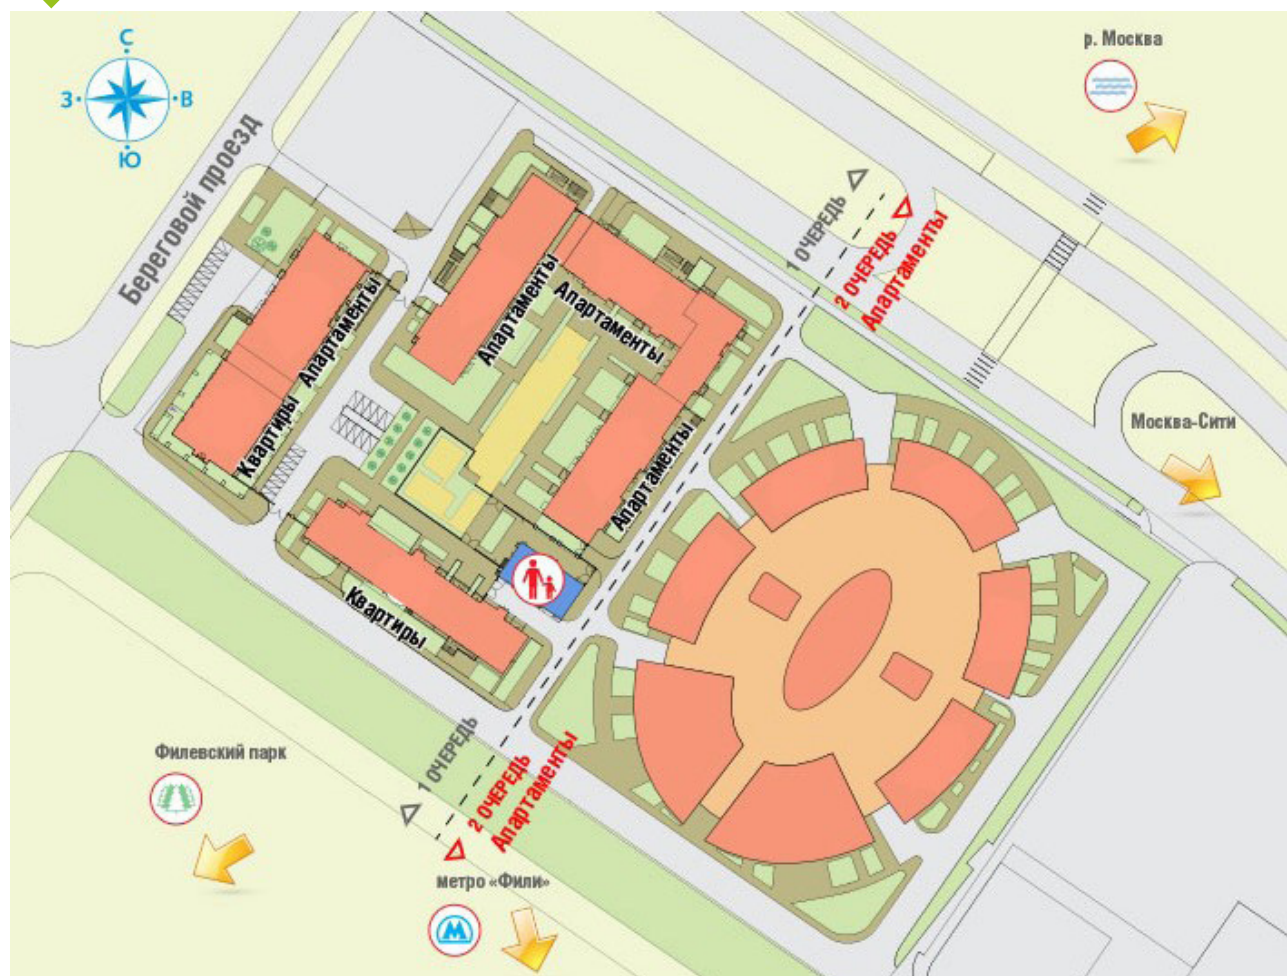 С
З
В
Ю
р. Москва
Береговой проезд
1 ОЧЕРЕДЬ
2 ОЧЕРЕДЬ
Апартаменты
Апартаменты
Апартаменты
Апартаменты
Квартиры
Апартаменты
Москва-Сити
Квартиры
1 ОЧЕРЕДЬ
2 ОЧЕРЕДЬ
Апартаменты
Филевский парк
метро «Фили»
М